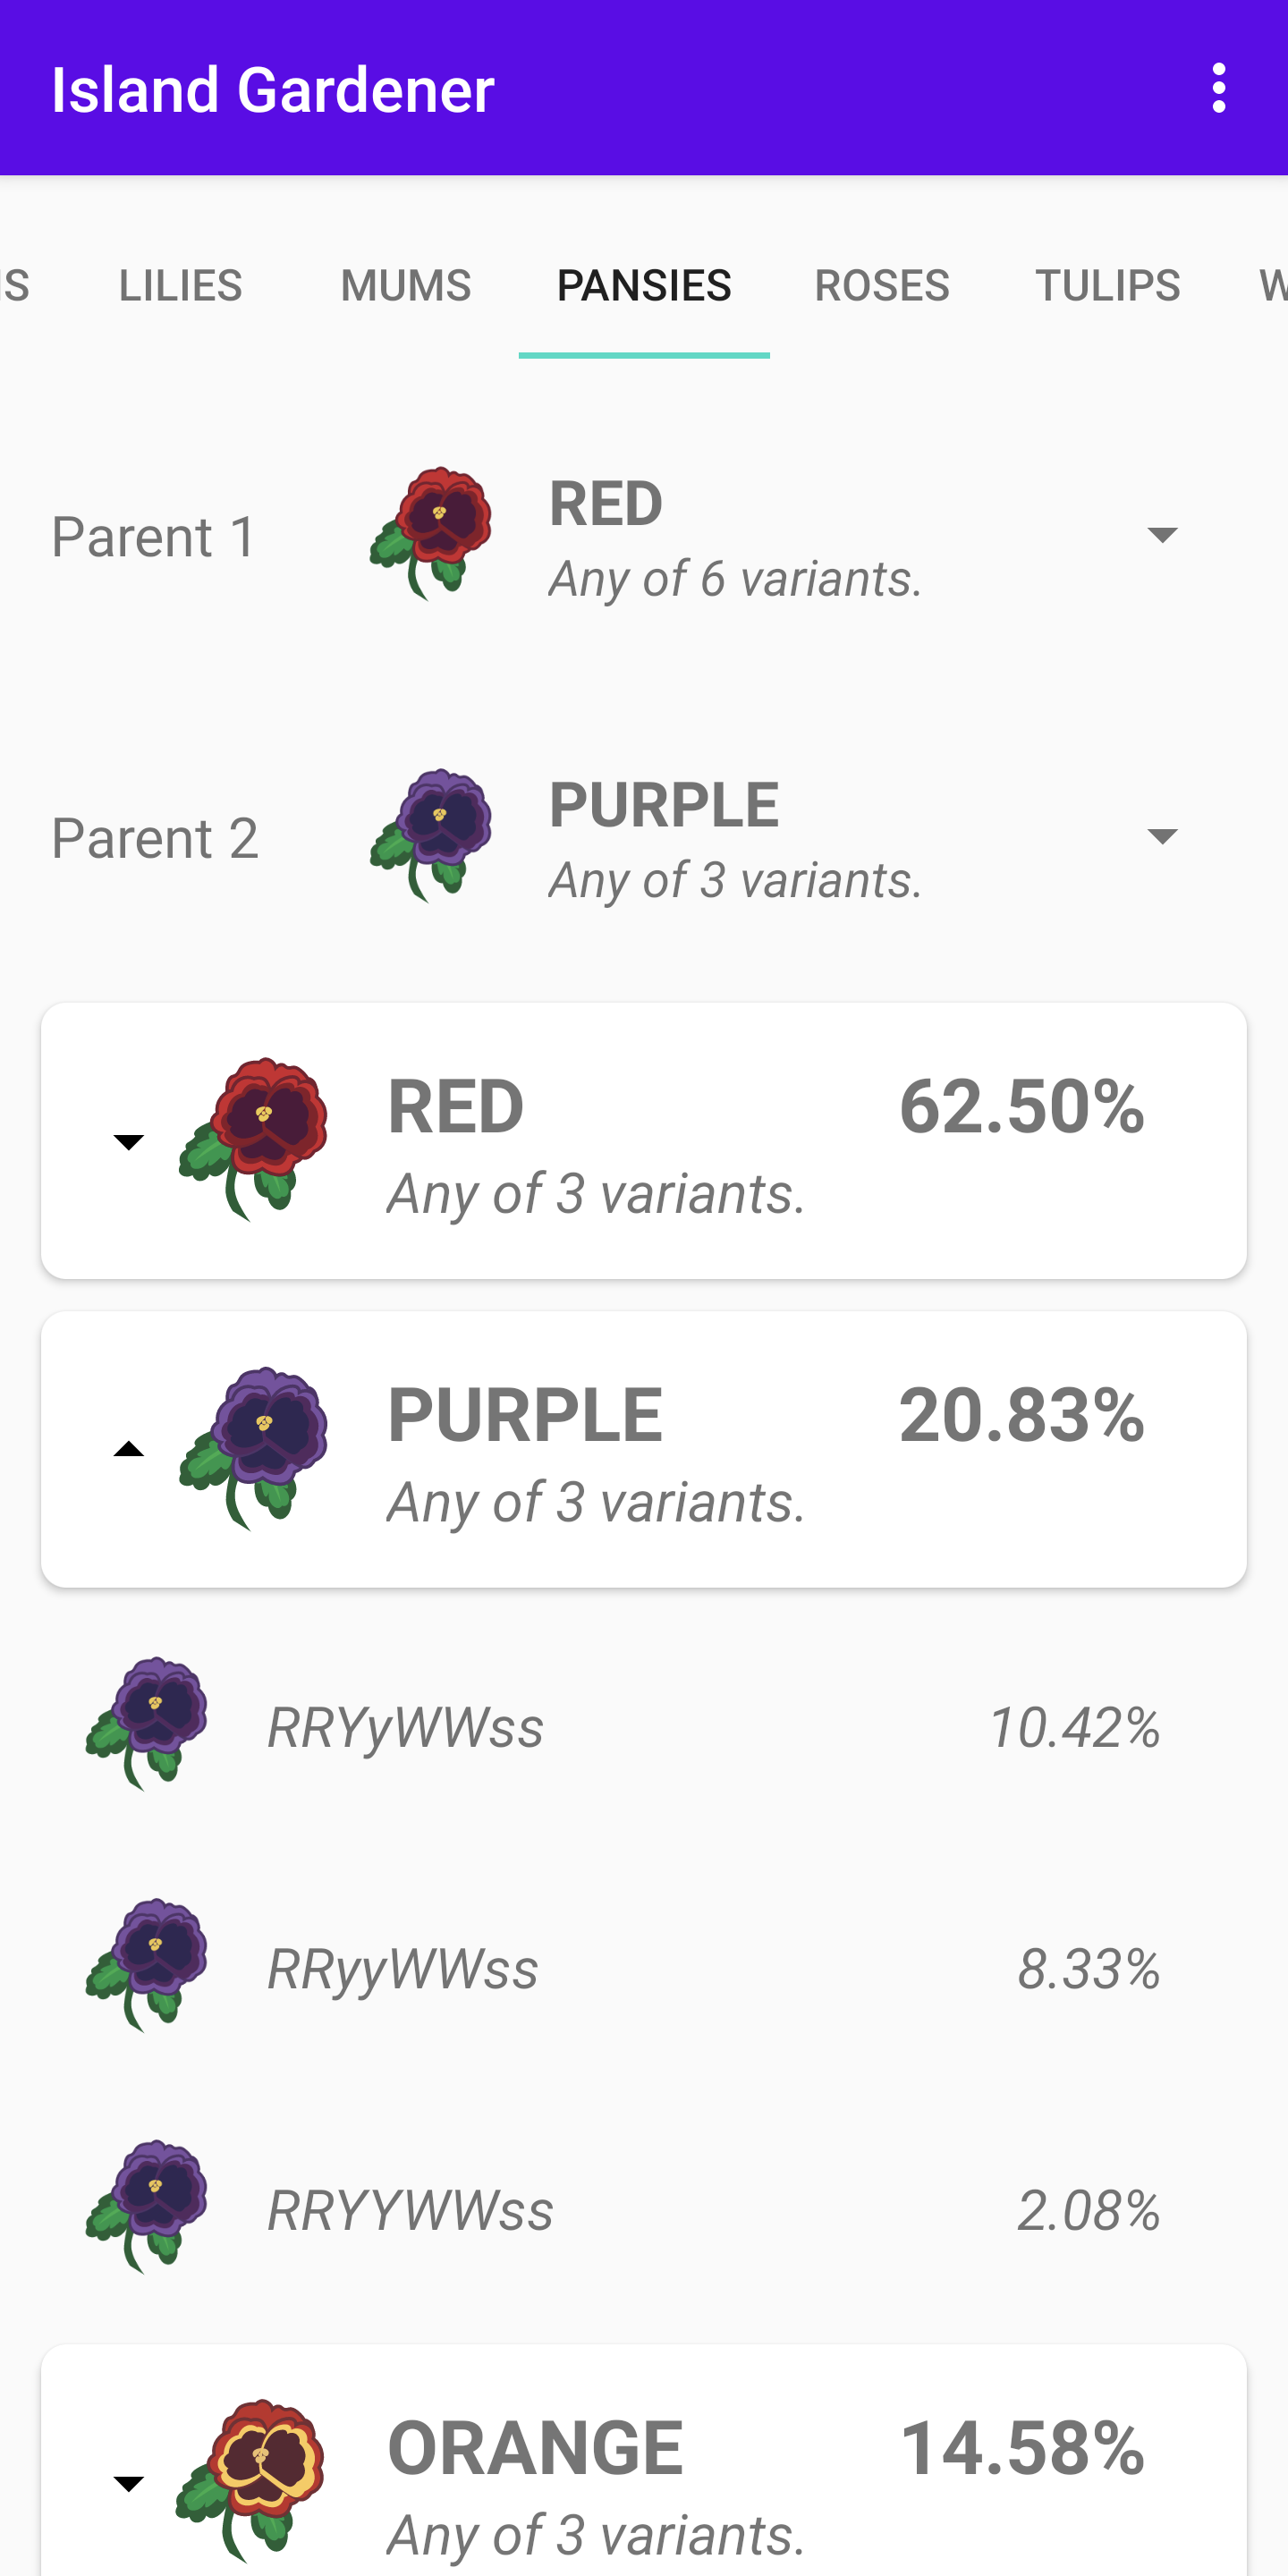 Island Gardener
IS LILIES MUMS PANSIES ROSES TULIPS W
Parent 1
RED
Any of 6 variants.
Parent 2
PURPLE
Any of 3 variants.
RED 62.50%
Any of 3 variants.
PURPLE 20.83%
Any of 3 variants.
RRYyWWss 10.42%
RRyyWWss 8.33%
RRYYWWss 2.08%
ORANGE 14.58%
Any of 3 variants.